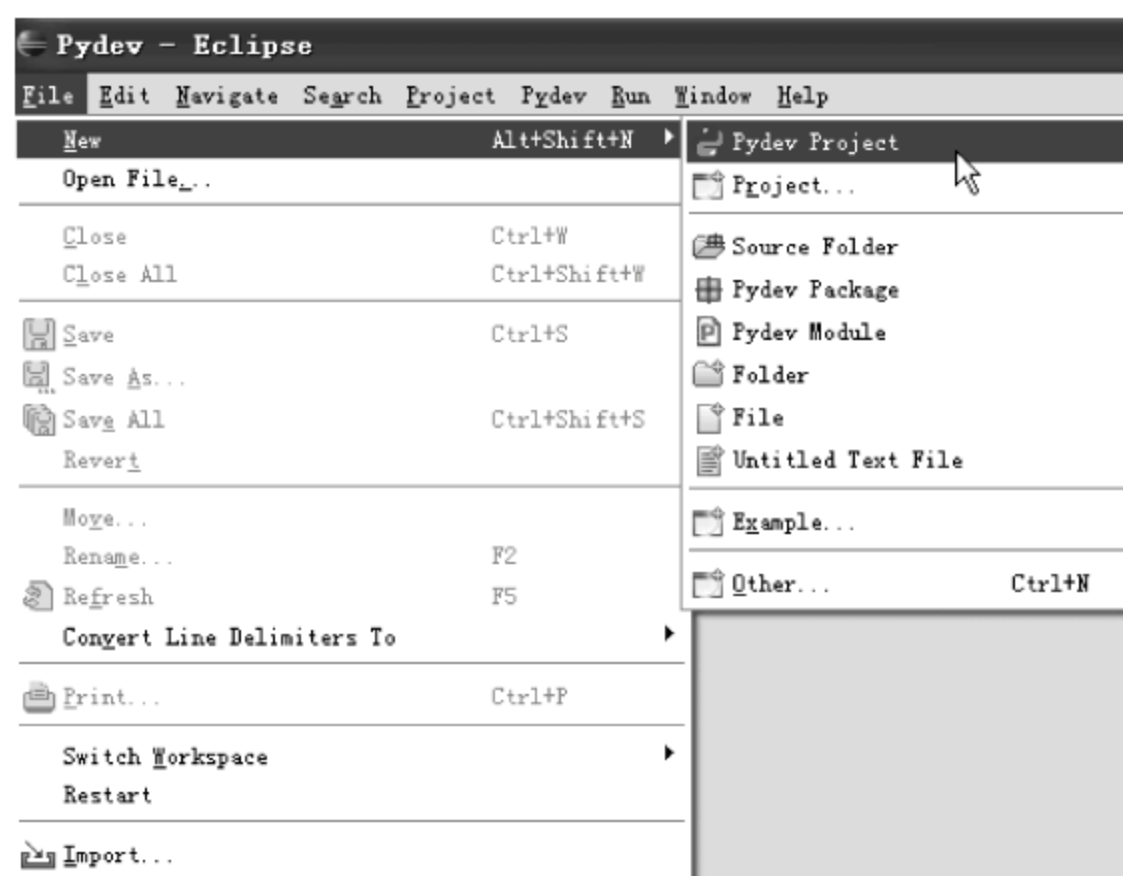 Pydev - Eclipse
File Edit Navigate Search Project Pydev Run Window Help
New Alt+Shift+N
Open File...
Close Ctrl+W
Close All Ctrl+Shift+W
Save Ctrl+S
Save As...
Save All Ctrl+Shift+S
Revert
Move...
Rename... F2
Refresh F5
Convert Line Delimiters To
Print... Ctrl+P
Switch Workspace
Restart
Import...
Pydev Project
Project...
Source Folder
Pydev Package
Pydev Module
Folder
File
Untitled Text File
Example...
Other... Ctrl+N